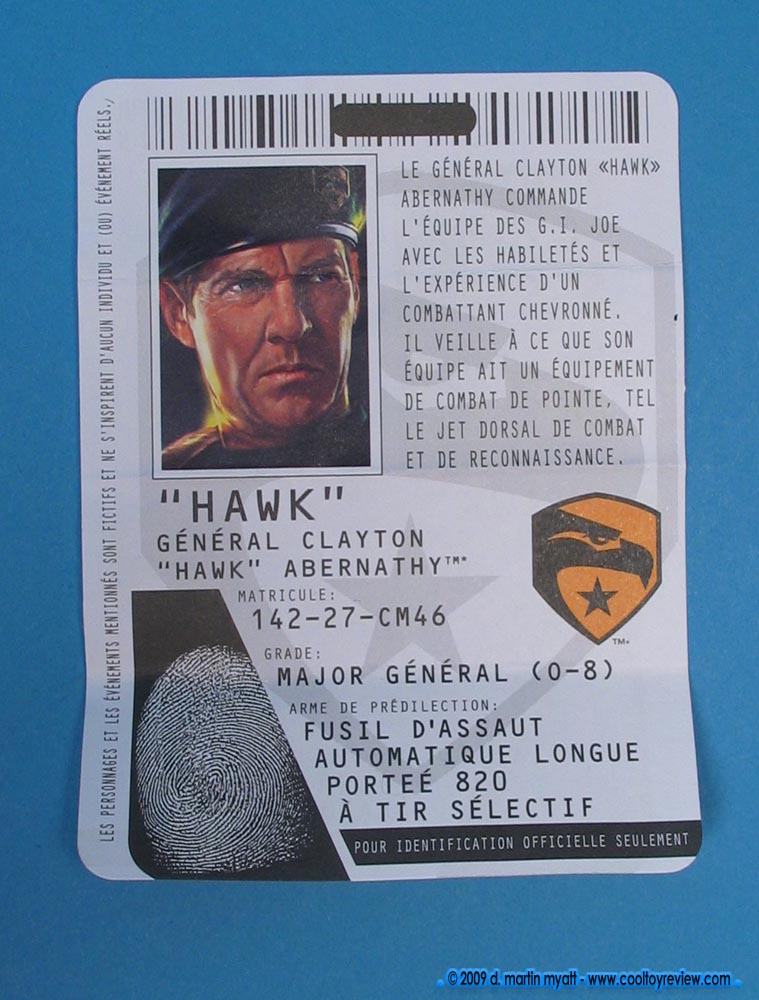 LE GÉNÉRAL CLAYTON «HAWK»
ABERNATHY COMMANDE
L'ÉQUIPE DES G.I. JOE
AVEC LES HABILETÉS ET
L'EXPÉRIENCE D'UN
COMBATTANT CHEVRONNÉ.
IL VEILLE À CE QUE SON
ÉQUIPE AIT UN ÉQUIPEMENT
DE COMBAT DE POINTE, TEL
LE JET DORSAL DE COMBAT
ET DE RECONNAISSANCE.
"HAWK"
GÉNÉRAL CLAYTON
"HAWK" ABERNATHY™*
MATRICULE:
142-27-CM46
GRADE:
MAJOR GÉNÉRAL (O-8)
ARME DE PRÉDILECTION:
FUSIL D'ASSAUT
AUTOMATIQUE LONGUE
PORTEÉ 820
À TIR SÉLECTIF
TM*
POUR IDENTIFICATION OFFICIELLE SEULEMENT
LES PERSONNAGES ET LES ÉVÉNEMENTS MENTIONNÉS SONT FICTIFS ET NE S'INSPIRENT D'AUCUN INDIVIDU ET (OU) ÉVÉNEMENT RÉELS.
© 2009 d. martin myatt - www.cooltoyreview.com